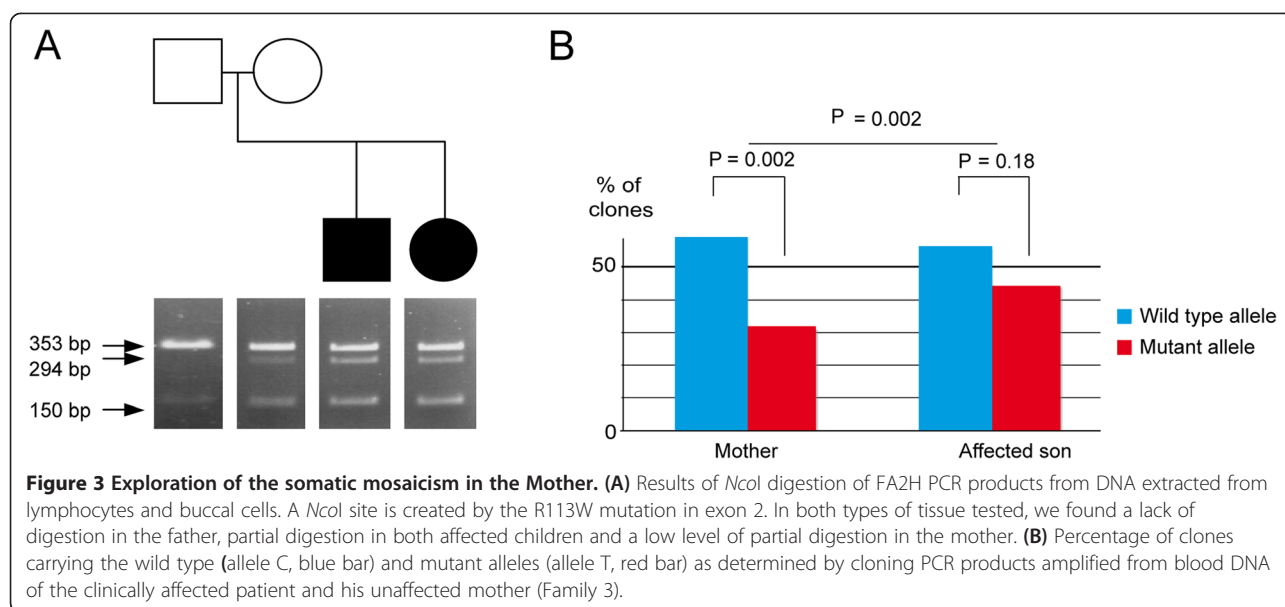 A
B
P = 0.002
P = 0.002
P = 0.18
% of
clones
50
0
Mother
Affected son
Wild type allele
Mutant allele
353 bp
294 bp
150 bp
Figure 3 Exploration of the somatic mosaicism in the Mother. (A) Results of NcoI digestion of FA2H PCR products from DNA extracted from
lymphocytes and buccal cells. A NcoI site is created by the R113W mutation in exon 2. In both types of tissue tested, we found a lack of
digestion in the father, partial digestion in both affected children and a low level of partial digestion in the mother. (B) Percentage of clones
carrying the wild type (allele C, blue bar) and mutant alleles (allele T, red bar) as determined by cloning PCR products amplified from blood DNA
of the clinically affected patient and his unaffected mother (Family 3).